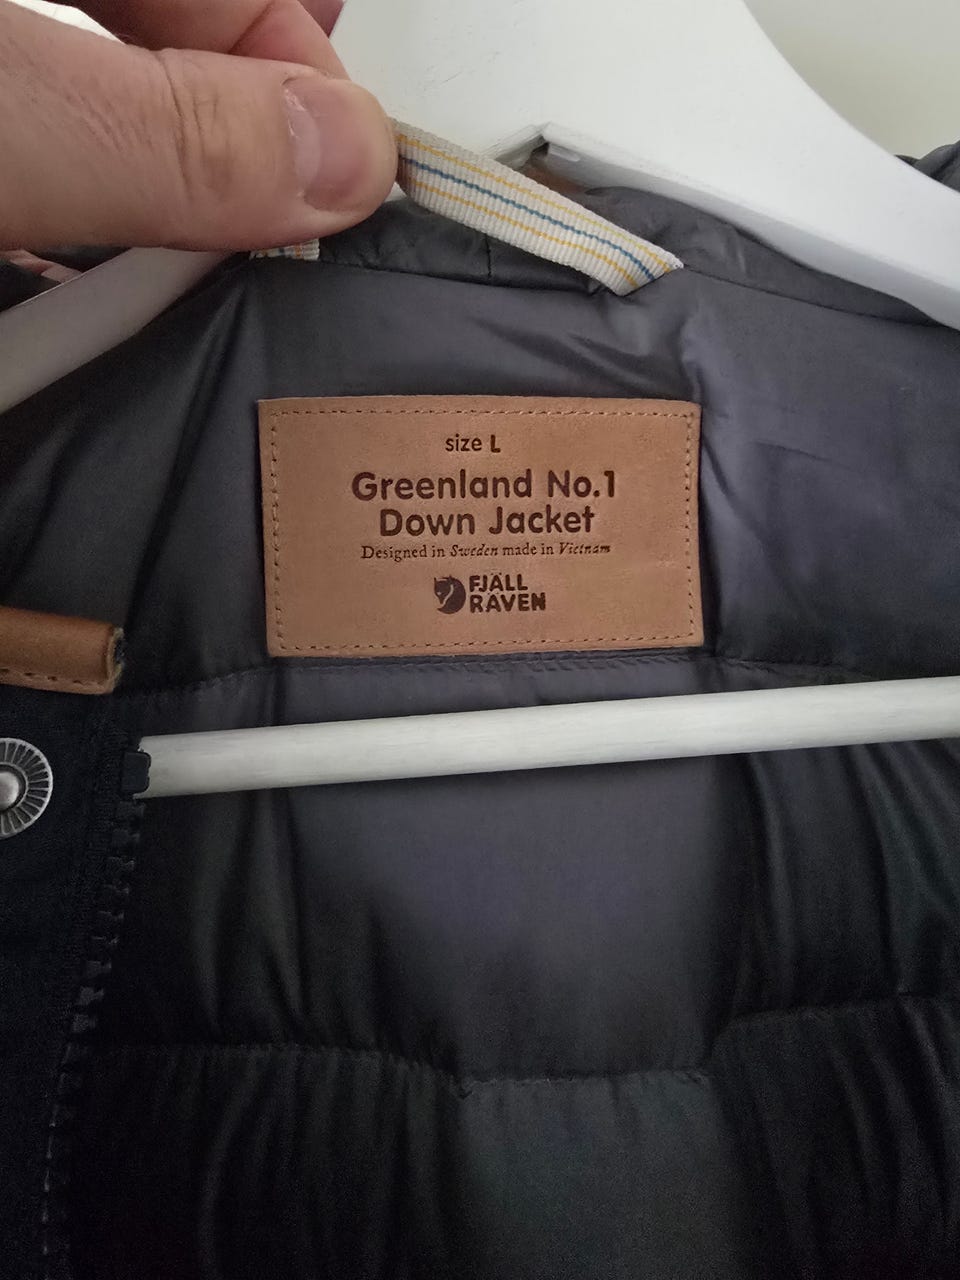 size L
Greenland No.1
Down Jacket
Designed in Sweden made in Vietnam
FJÄLL
RÄVEN